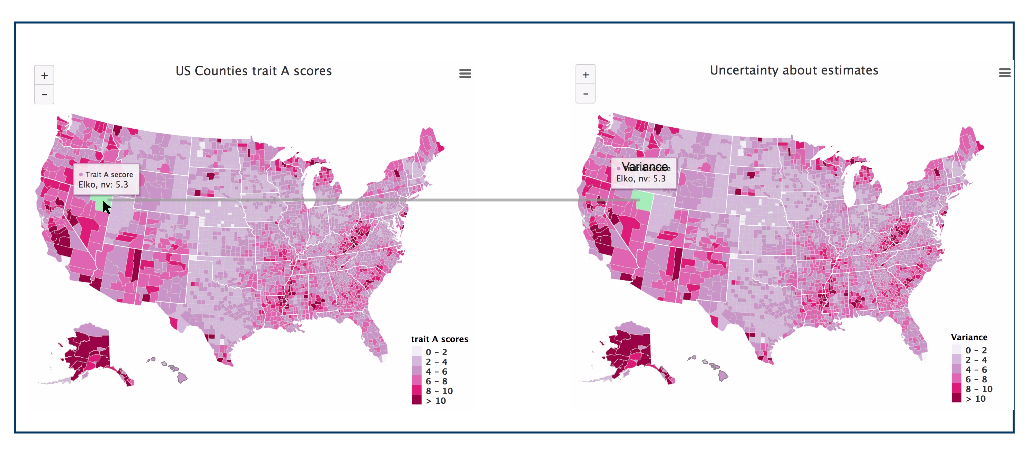 US Counties trait A scores
+
-
• Trait A secore
Elko, nv: 5.3
trait A scores
0 - 2
2 - 4
4 - 6
6 - 8
8 - 10
> 10
Uncertainty about estimates
+
-
Variance
Elko, nv: 5.3
Variance
0 - 2
2 - 4
4 - 6
6 - 8
8 - 10
> 10